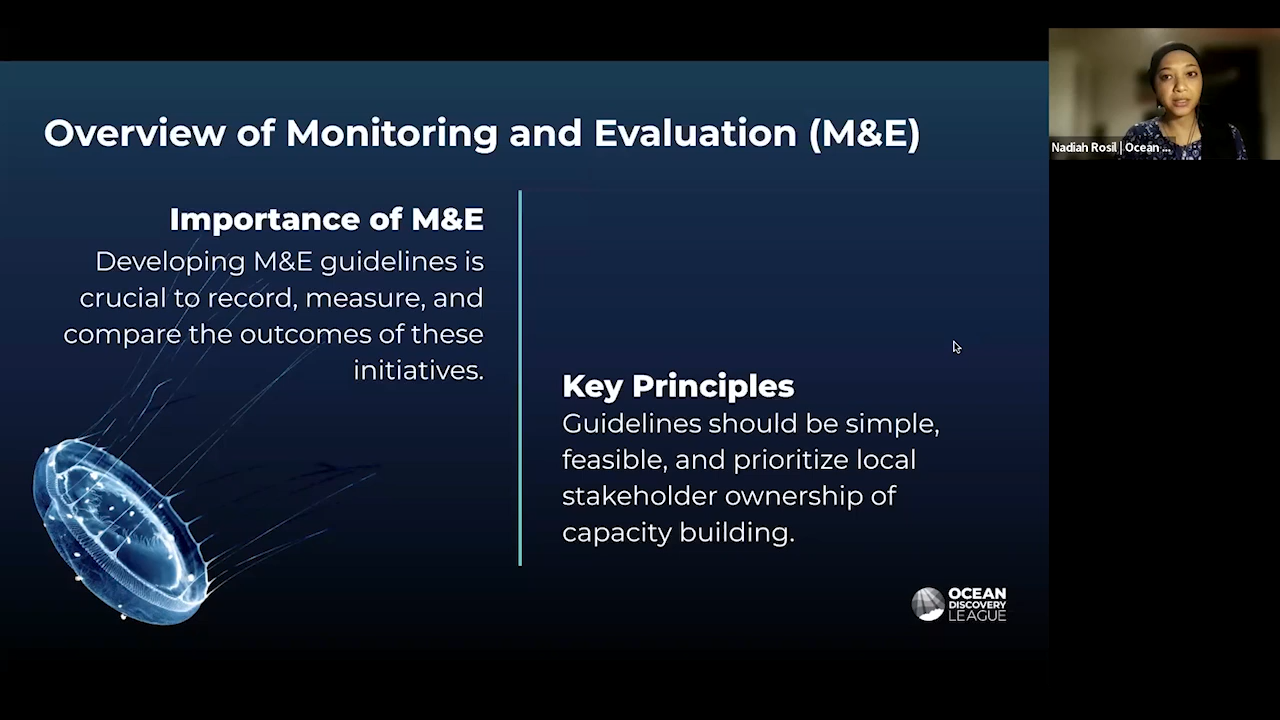 Overview of Monitoring and Evaluation (M&E)
Importance of M&E
Developing M&E guidelines is
crucial to record, measure, and
compare the outcomes of these
initiatives.
Key Principles
Guidelines should be simple,
feasible, and prioritize local
stakeholder ownership of
capacity building.
OCEAN
DISCOVERY
LEAGUE
Nadiah Rosil | Ocean ...